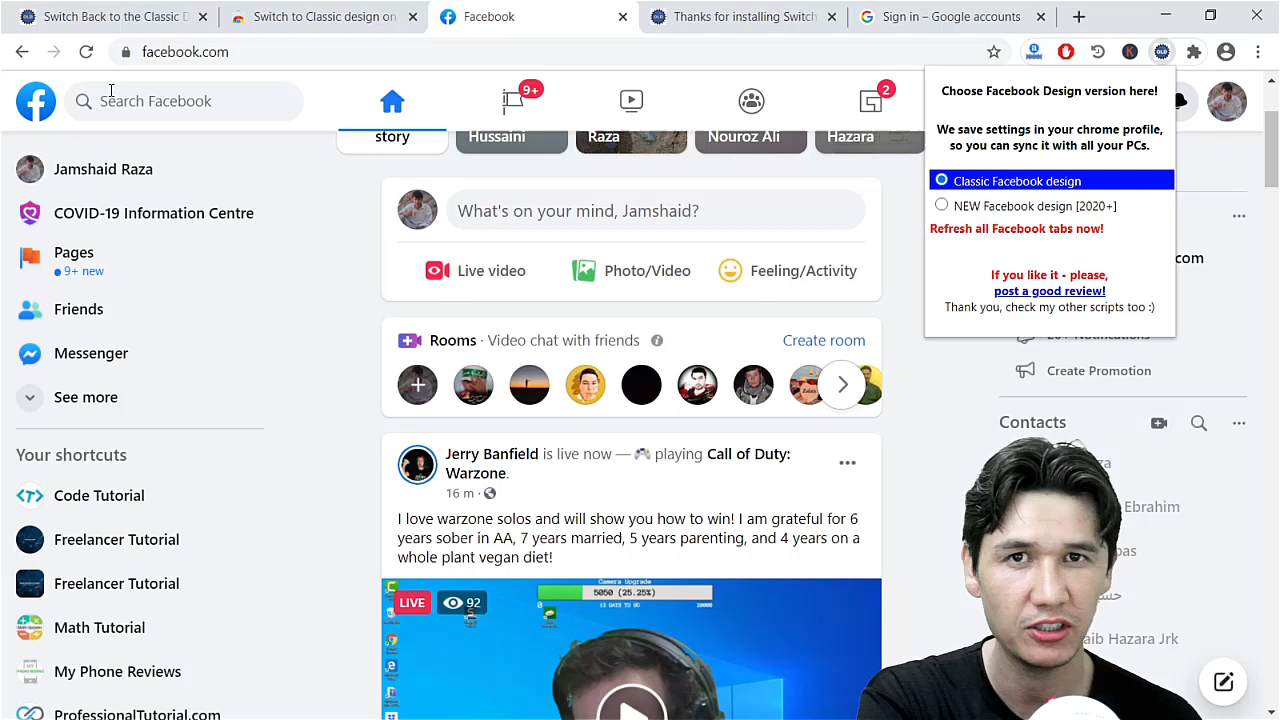 Switch Back to the Classic D
Switch to Classic design on
Facebook
Thanks for installing Switch
Sign in – Google accounts
facebook.com
OLD
K
Search Facebook
9+
2
Choose Facebook Design version here!
We save settings in your chrome profile,
so you can sync it with all your PCs.
Classic Facebook design
NEW Facebook design [2020+]
Refresh all Facebook tabs now!
If you like it - please,
post a good review!
Thank you, check my other scripts too :)
Jamshaid Raza
COVID-19 Information Centre
Pages
9+ new
Friends
Messenger
See more
Your shortcuts
Code Tutorial
Freelancer Tutorial
Freelancer Tutorial
Math Tutorial
My Phone Reviews
ProfessionalTutorial.com
story
Hussaini
Raza
Nouroz Ali
Hazara
What's on your mind, Jamshaid?
Live video
Photo/Video
Feeling/Activity
Rooms · Video chat with friends
Create room
Jerry Banfield is live now — 🎮 playing Call of Duty:
Warzone.
16 m ·
I love warzone solos and will show you how to win! I am grateful for 6
years sober in AA, 7 years married, 5 years parenting, and 4 years on a
whole plant vegan diet!
LIVE
92
Camera Upgrade
5050 (25.25%)
com
Notifications
Create Promotion
Contacts
Ebrahim
Hazara Jrk